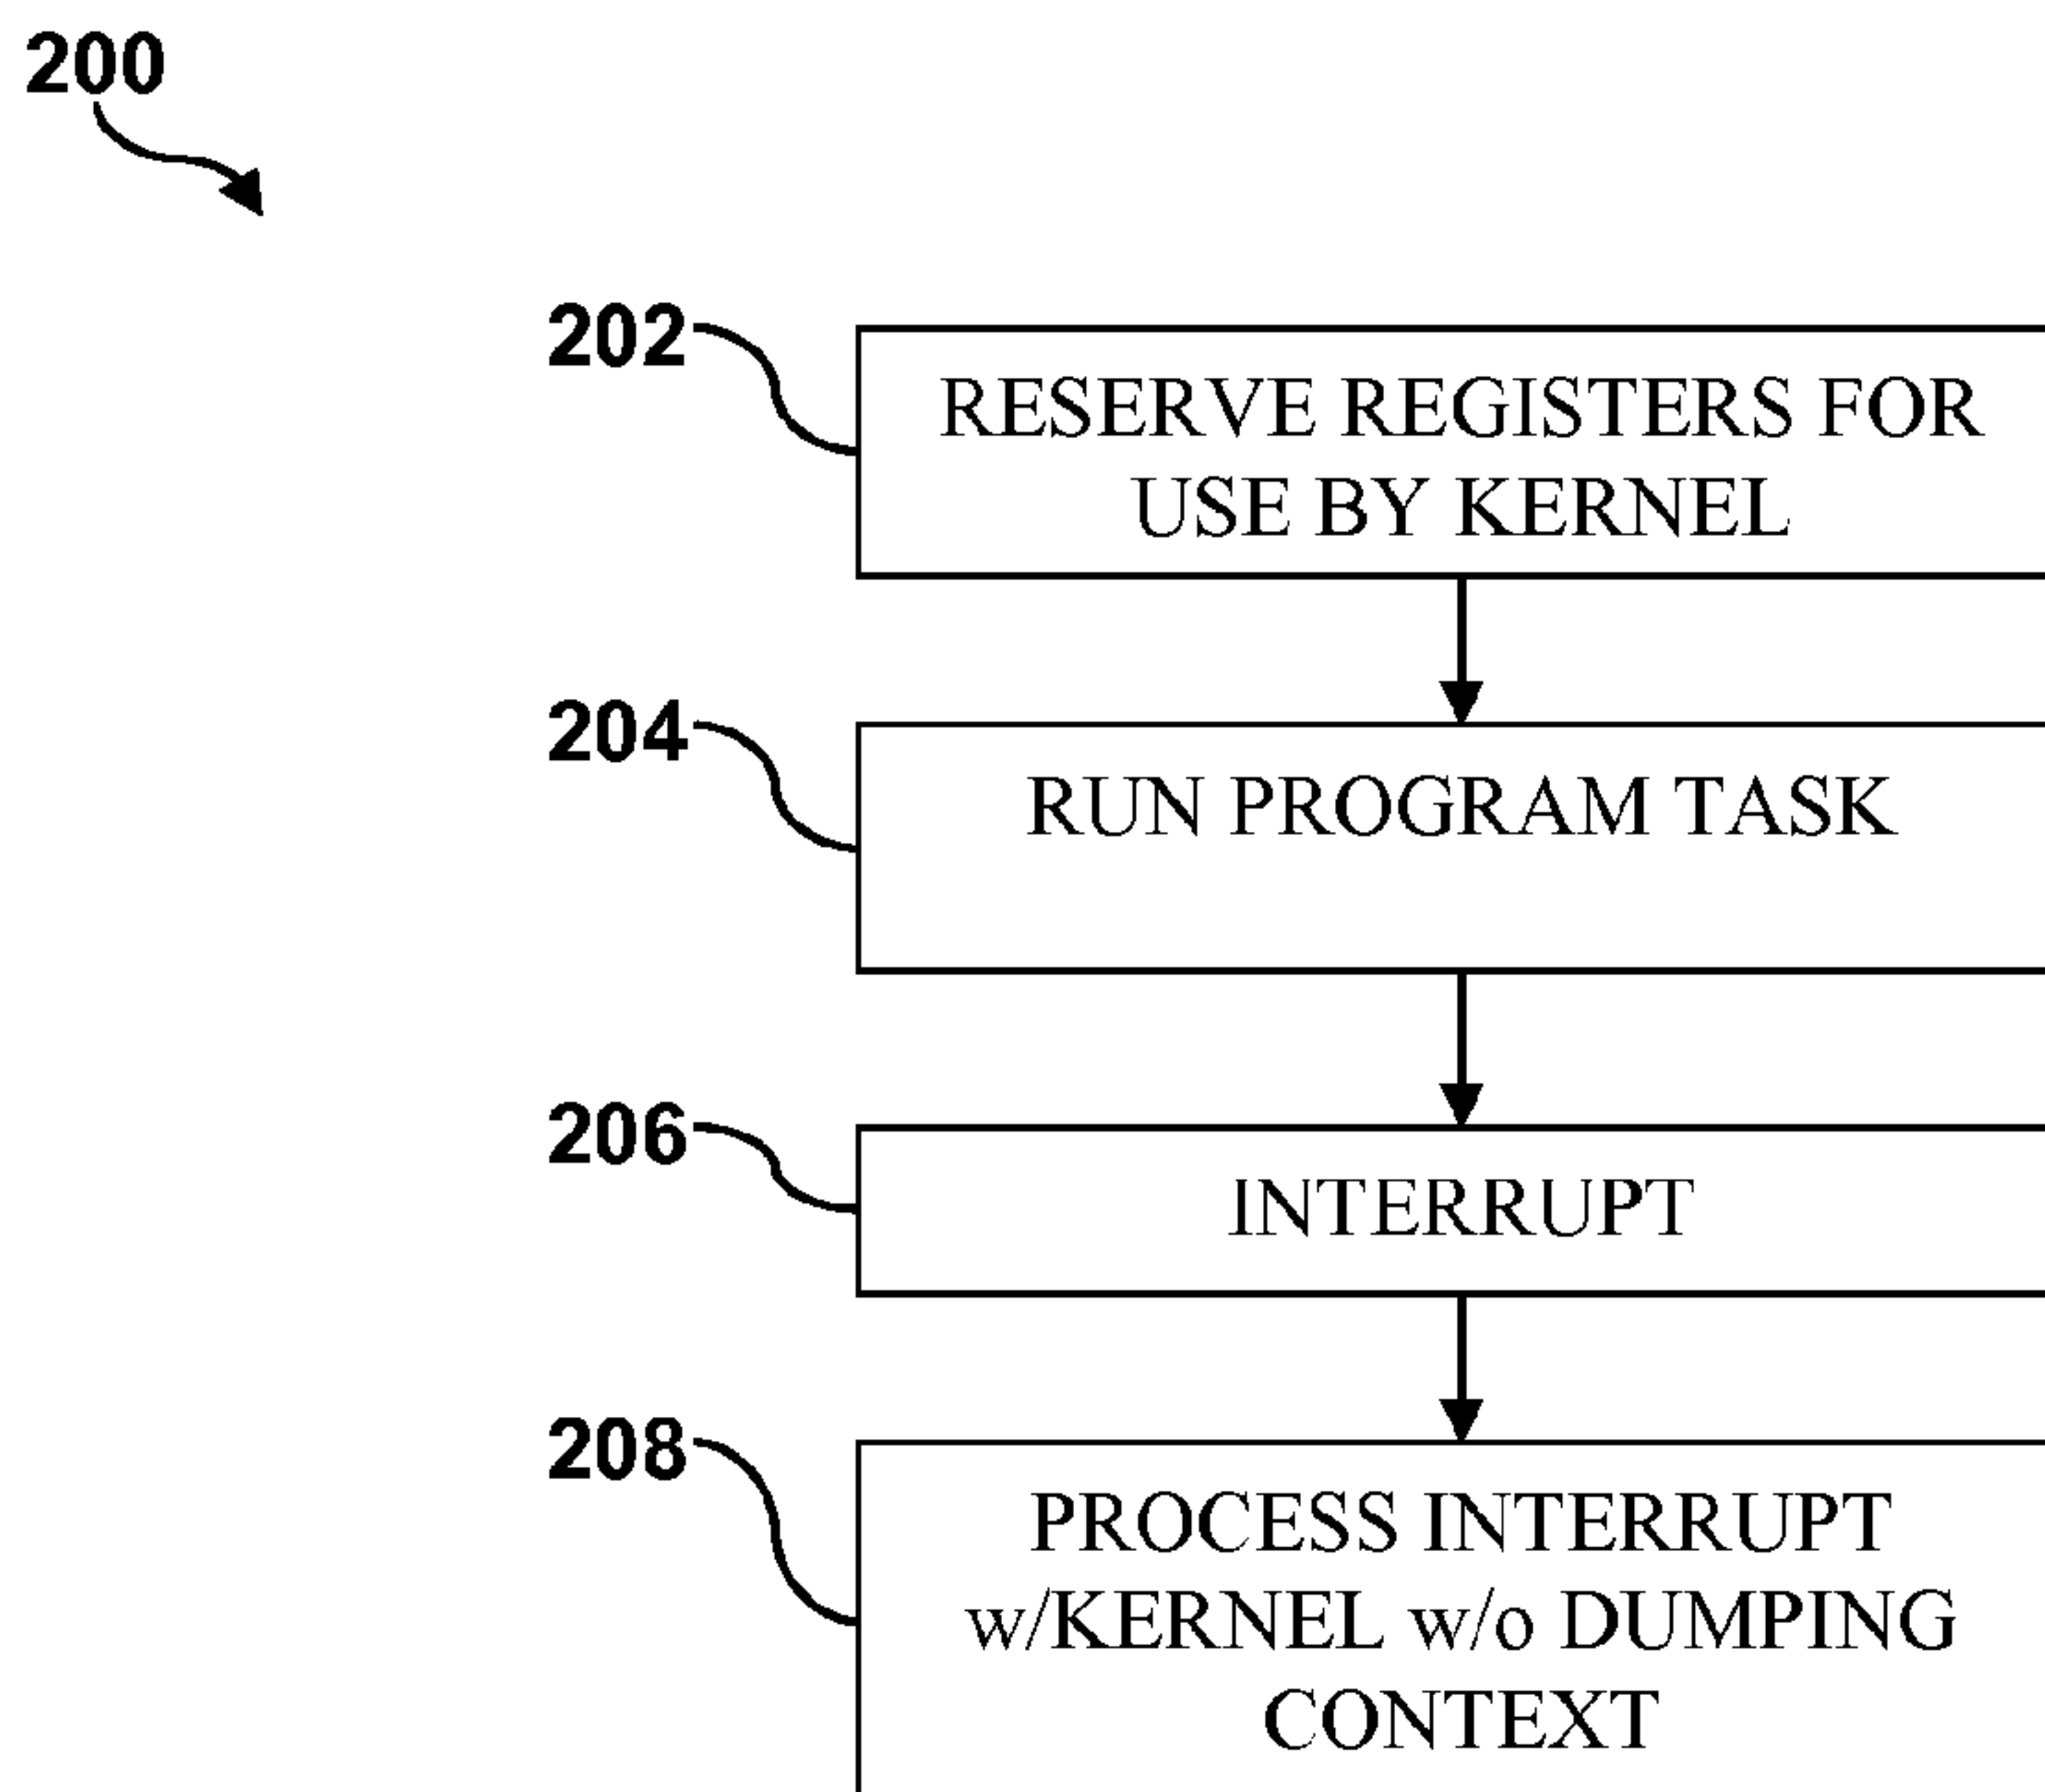 200
202
RESERVE REGISTERS FOR
USE BY KERNEL
204
RUN PROGRAM TASK
206
INTERRUPT
208
PROCESS INTERRUPT
w/KERNEL w/o DUMPING
CONTEXT